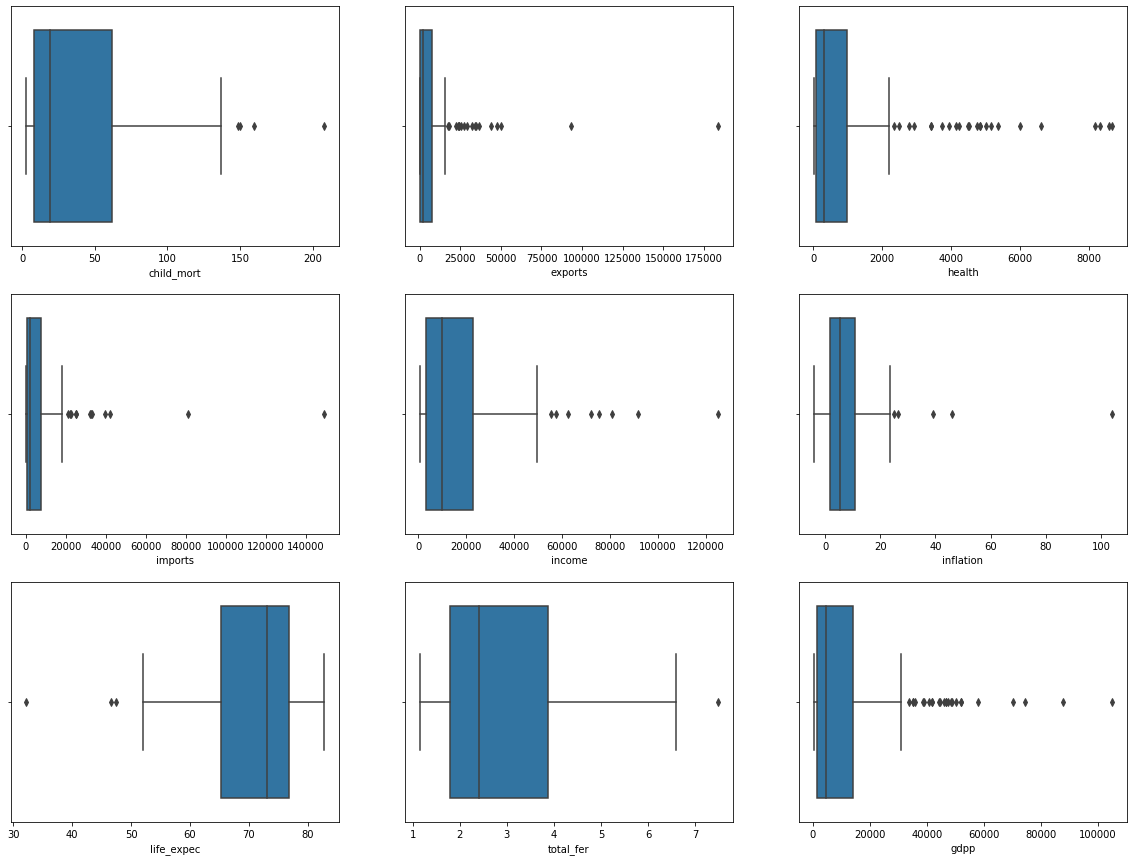 0 50 100 150 200
child_mort
0 25000 50000 75000 100000 125000 150000 175000
exports
0 2000 4000 6000 8000
health
0 20000 40000 60000 80000 100000 120000 140000
imports
0 20000 40000 60000 80000 100000 120000
income
0 20 40 60 80 100
inflation
30 40 50 60 70 80
life_expec
1 2 3 4 5 6 7
total_fer
0 20000 40000 60000 80000 100000
gdpp